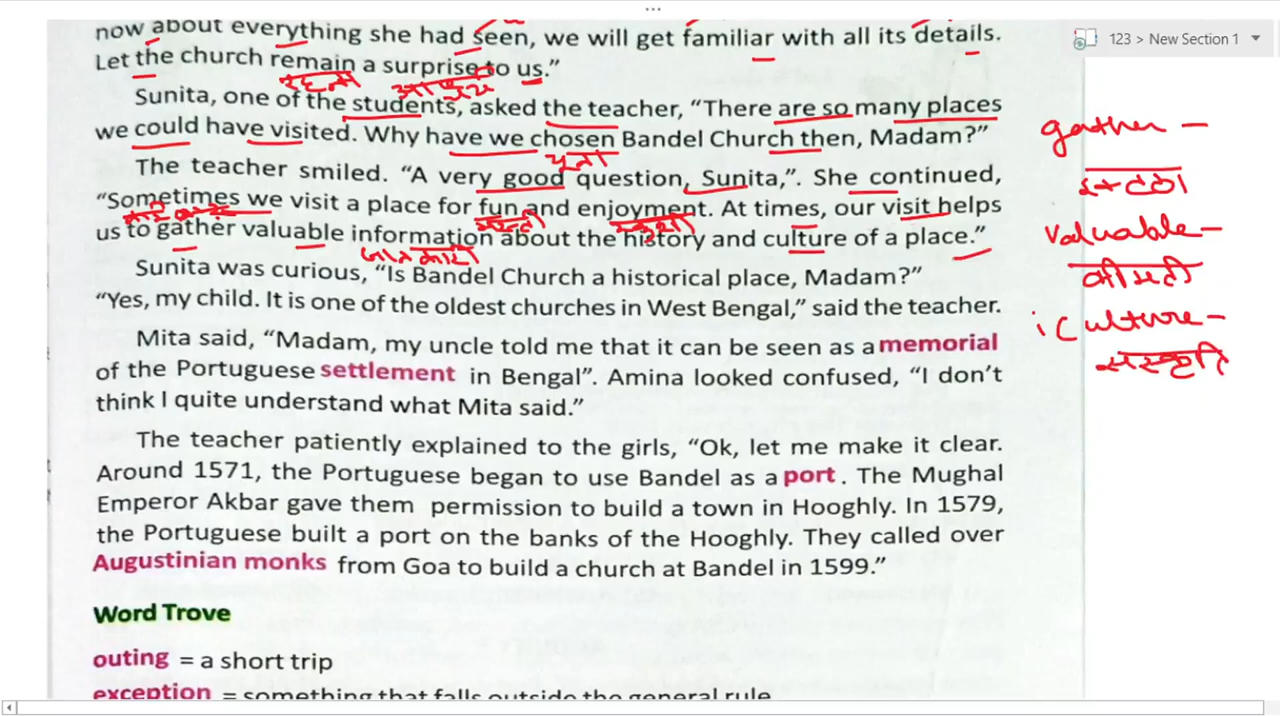 ...
now about everything she had seen, we will get familiar with all its details.
123 > New Section 1
Let the church remain a surprise to us.”
Sunita, one of the students, asked the teacher, “There are so many places
we could have visited. Why have we chosen Bandel Church then, Madam?”
gather –
The teacher smiled. “A very good question, Sunita,”. She continued,
“Sometimes we visit a place for fun and enjoyment. At times, our visit helps
us to gather valuable information about the history and culture of a place.”
valuable –
Sunita was curious, “Is Bandel Church a historical place, Madam?”
“Yes, my child. It is one of the oldest churches in West Bengal,” said the teacher.
culture –
Mita said, “Madam, my uncle told me that it can be seen as a memorial
of the Portuguese settlement in Bengal”. Amina looked confused, “I don’t
think I quite understand what Mita said.”
The teacher patiently explained to the girls, “Ok, let me make it clear.
Around 1571, the Portuguese began to use Bandel as a port . The Mughal
Emperor Akbar gave them permission to build a town in Hooghly. In 1579,
the Portuguese built a port on the banks of the Hooghly. They called over
Augustinian monks from Goa to build a church at Bandel in 1599.”
Word Trove
outing = a short trip
exception = something that falls outside the general rule